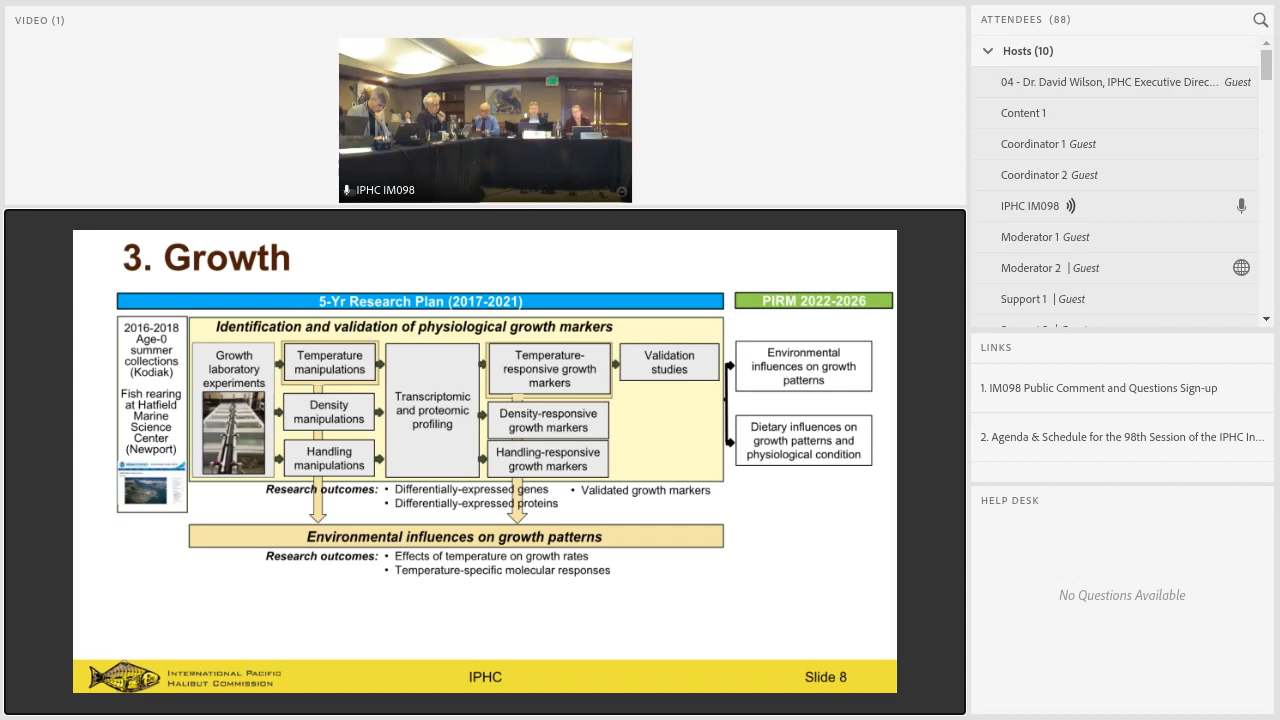 VIDEO (1)
IPHC IM098
3. Growth
5-Yr Research Plan (2017-2021)
PIRM 2022-2026
2016-2018
Age-0
summer
collections
(Kodiak)
Fish rearing
at Hatfield
Marine
Science
Center
(Newport)
Identification and validation of physiological growth markers
Growth
laboratory
experiments
Temperature
manipulations
Density
manipulations
Handling
manipulations
Transcriptomic
and proteomic
profiling
Temperature-
responsive growth
markers
Density-responsive
growth markers
Handling-responsive
growth markers
Validation
studies
Environmental
influences on growth
patterns
Dietary influences on
growth patterns and
physiological condition
Research outcomes: • Differentially-expressed genes • Validated growth markers
• Differentially-expressed proteins
Environmental influences on growth patterns
Research outcomes: • Effects of temperature on growth rates
• Temperature-specific molecular responses
INTERNATIONAL PACIFIC
HALIBUT COMMISSION
IPHC
Slide 8
ATTENDEES (88)
Hosts (10)
04 - Dr. David Wilson, IPHC Executive Direc... Guest
Content 1
Coordinator 1 Guest
Coordinator 2 Guest
IPHC IM098
Moderator 1 Guest
Moderator 2 | Guest
Support 1 | Guest
LINKS
1. IM098 Public Comment and Questions Sign-up
2. Agenda & Schedule for the 98th Session of the IPHC In...
HELP DESK
No Questions Available